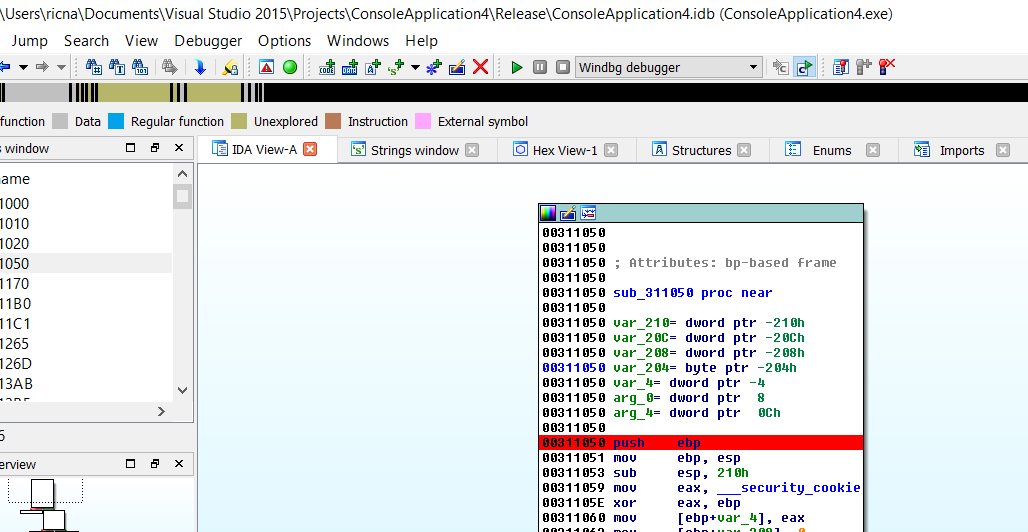 \Users\ricna\Documents\Visual Studio 2015\Projects\ConsoleApplication4\Release\ConsoleApplication4.idb (ConsoleApplication4.exe)
Jump Search View Debugger Options Windows Help
Windbg debugger
function Data Regular function Unexplored Instruction External symbol
s window
IDA View-A Strings window Hex View-1 Structures Enums Imports
ame
1000
1010
1020
1050
1170
11B0
11C1
1265
126D
13AB
6
erview
00311050
00311050
00311050 ; Attributes: bp-based frame
00311050
00311050 sub_311050 proc near
00311050
00311050 var_210= dword ptr -210h
00311050 var_20C= dword ptr -20Ch
00311050 var_208= dword ptr -208h
00311050 var_204= byte ptr -204h
00311050 var_4= dword ptr -4
00311050 arg_0= dword ptr 8
00311050 arg_4= dword ptr 0Ch
00311050
00311050 push ebp
00311051 mov ebp, esp
00311053 sub esp, 210h
00311059 mov eax, ___security_cookie
0031105E xor eax, ebp
00311060 mov [ebp+var_4], eax